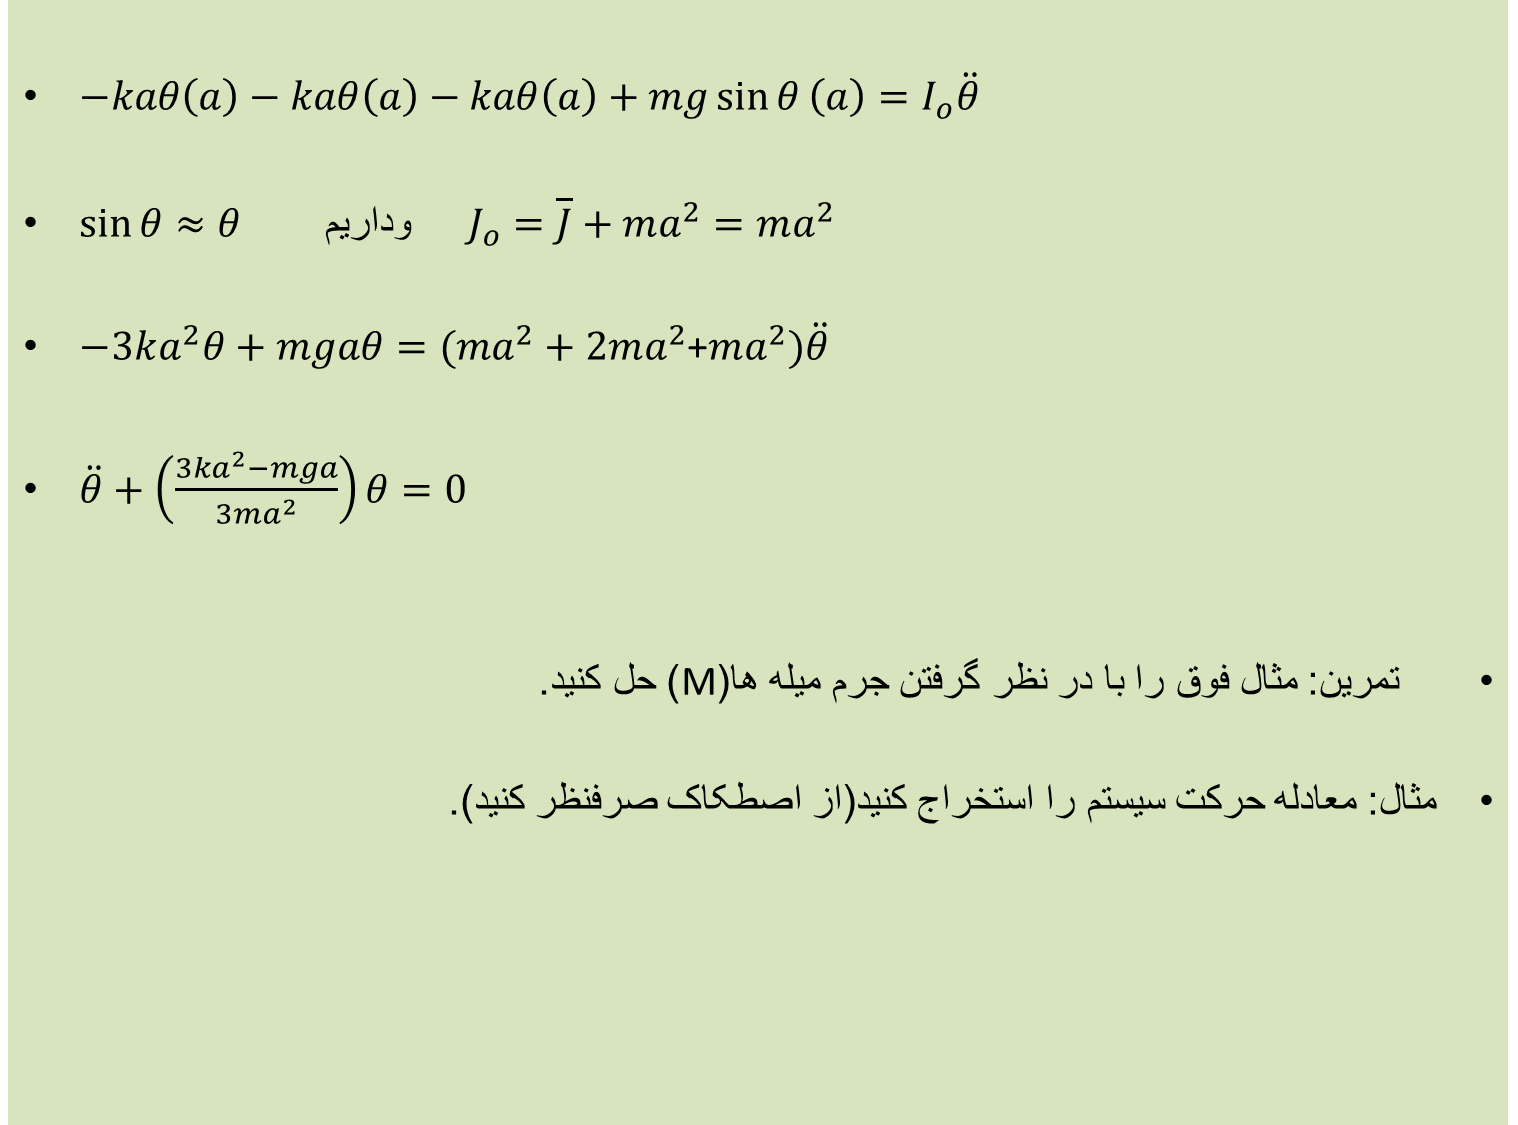 • −kaθ(a) − kaθ(a) − kaθ(a) + mg sin θ (a) = I₀θ̈
• sin θ ≈ θ وداریم Jₒ = J̅ + ma² = ma²
• −3ka²θ + mgaθ = (ma² + 2ma²+ma²)θ̈
• θ̈ + ((3ka²−mga)/(3ma²)) θ = 0
• تمرین: مثال فوق را با در نظر گرفتن جرم میله ها(M) حل کنید.
• مثال: معادله حرکت سیستم را استخراج کنید(از اصطکاک صرفنظر کنید).